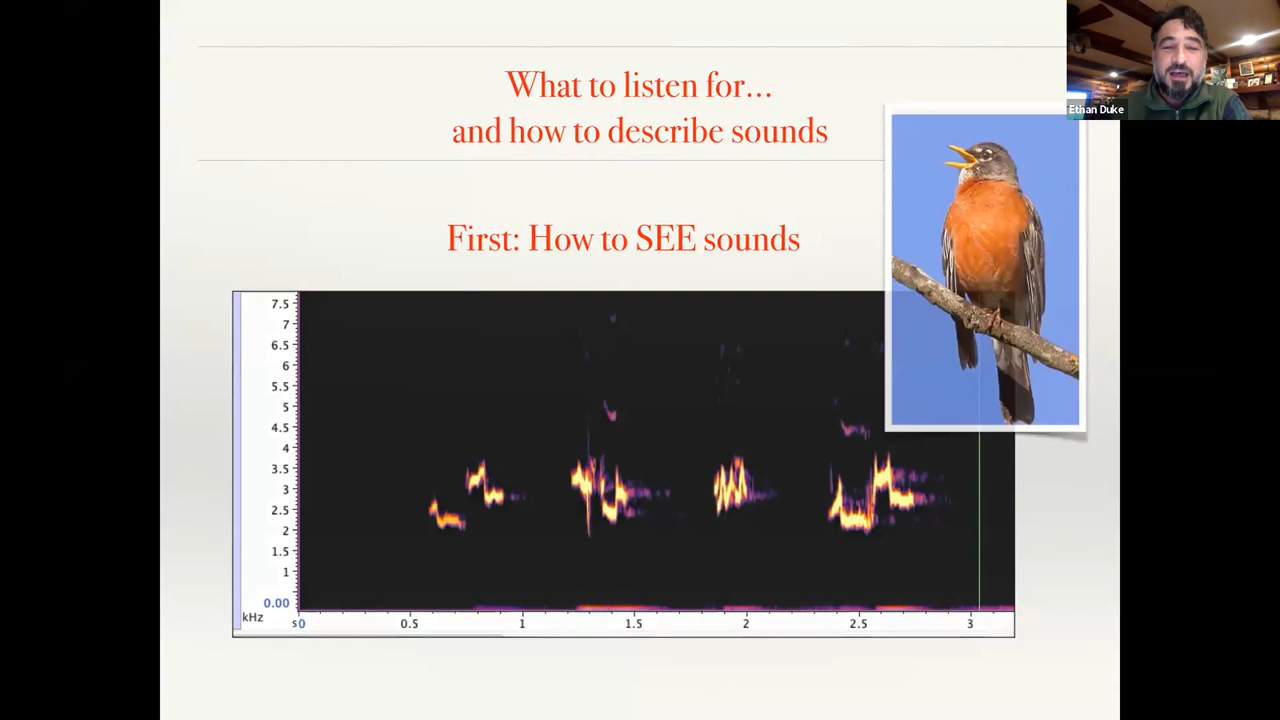 What to listen for...
and how to describe sounds
Ethan Duke
First: How to SEE sounds
7.5
7
6.5
6
5.5
5
4.5
4
3.5
3
2.5
2
1.5
1
0.00
kHz
s0 0.5 1 1.5 2 2.5 3